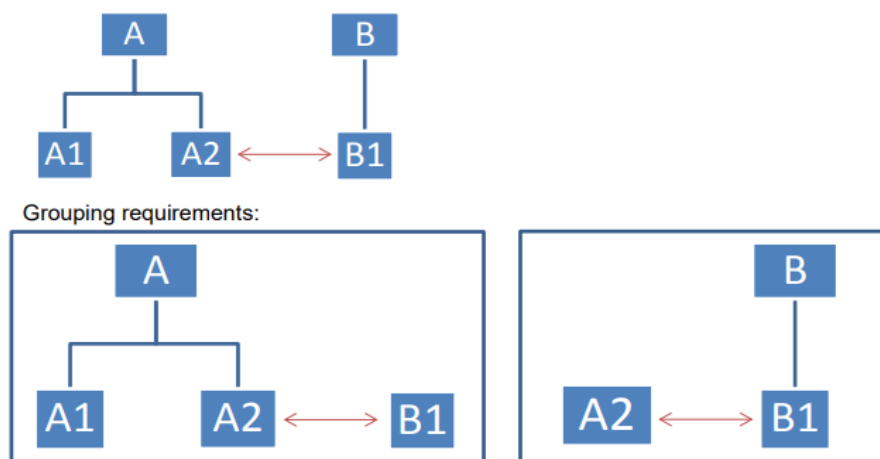 A B
A1 A2 B1
Grouping requirements:
A B
A1 A2 B1 A2 B1